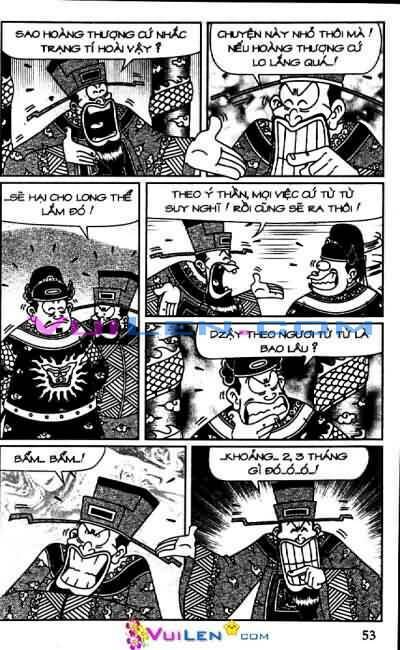 SAO HOÀNG THƯỢNG CỨ NHẮC
TRẠNG TÍ HOÀI VẬY ?
CHUYỆN NÀY NHỎ THÔI MÀ !
NẾU HOÀNG THƯỢNG CỨ
LO LẮNG QUÁ...!
...SẼ HẠI CHO LONG THỂ
LẮM ĐÓ !
THEO Ý THẦN, MỌI VIỆC CỨ TỪ TỪ
SUY NGHĨ ! RỒI CŨNG SẼ RA THÔI !
VUILEN.COM
DZẬY THEO NGƯƠI TỪ TỪ LÀ
BAO LÂU ?
BẨM... BẨM...!
...KHOẢNG... 2, 3 THÁNG
GÌ ĐÓ...Ó...Ó...!
53
VUILEN.COM